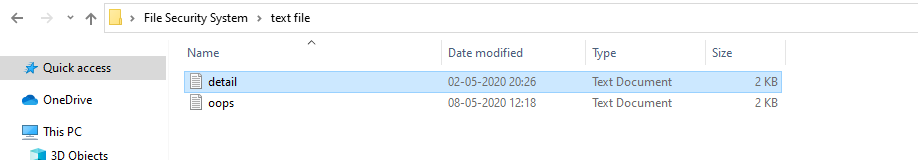 File Security System > text file
Name Date modified Type Size
Quick access
detail 02-05-2020 20:26 Text Document 2 KB
OneDrive
oops 08-05-2020 12:18 Text Document 2 KB
This PC
3D Objects